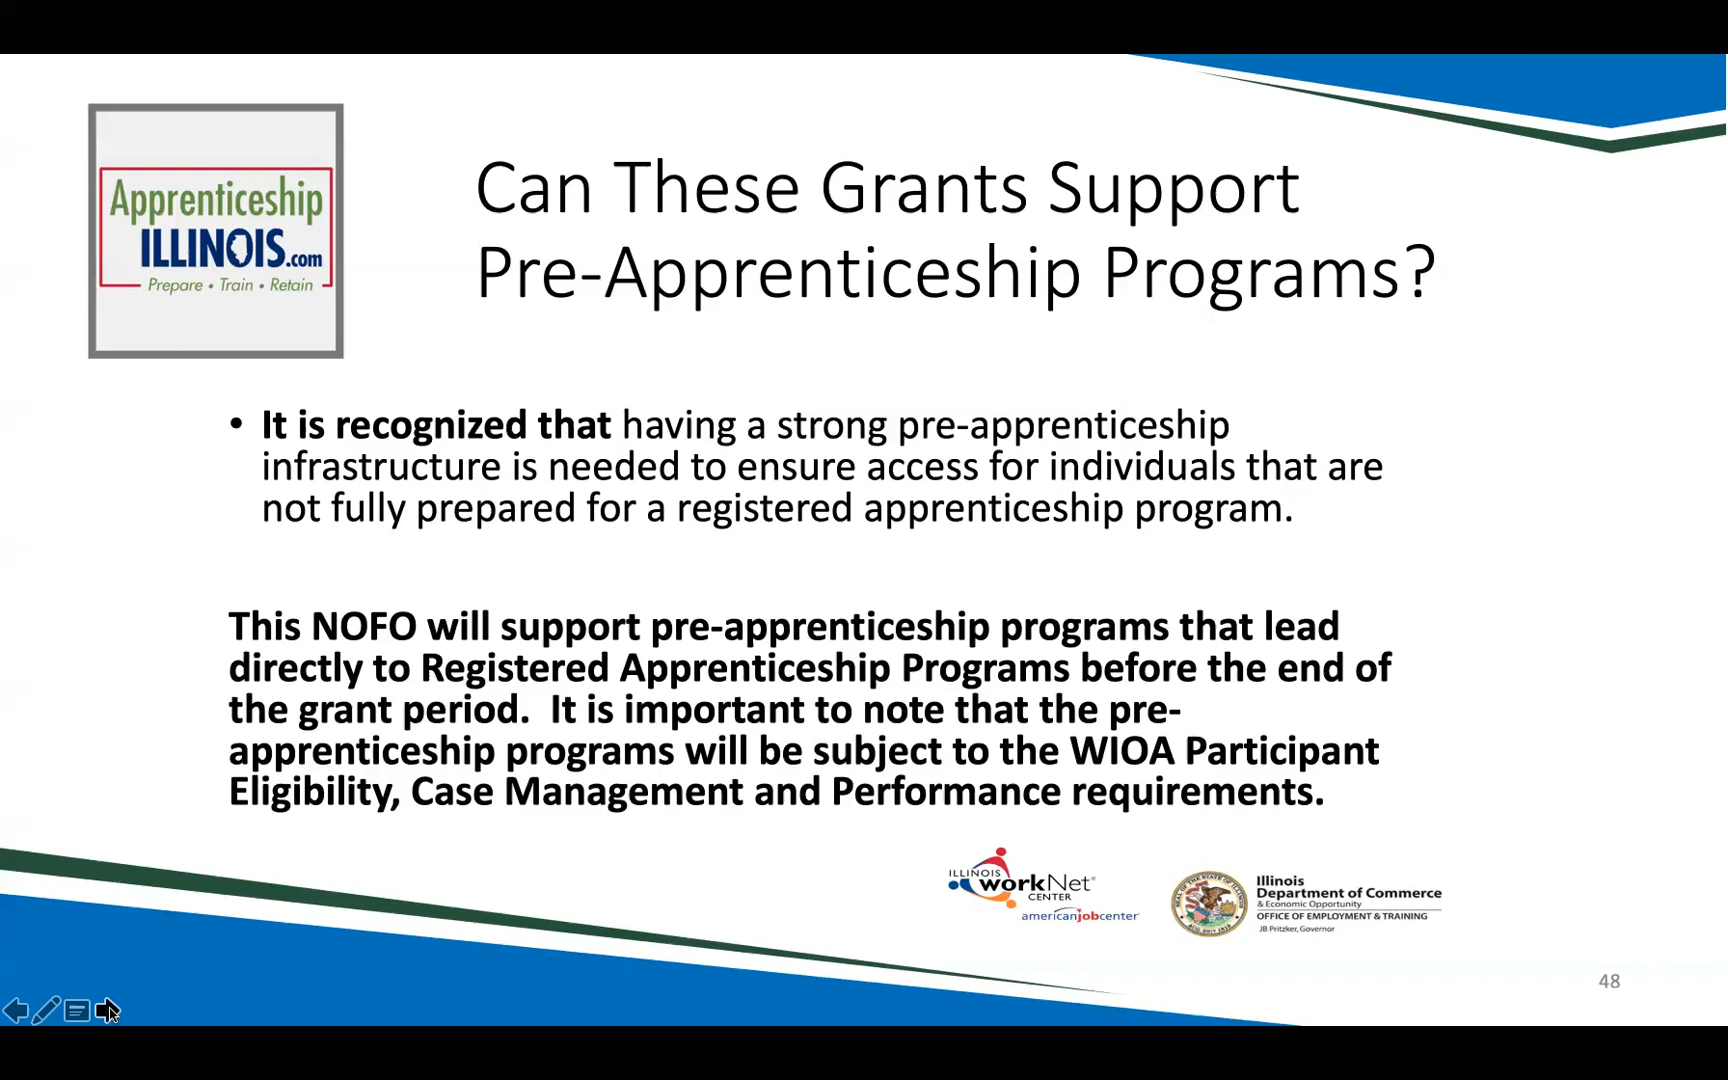 Apprenticeship
ILLINOIS.com
Prepare • Train • Retain
Can These Grants Support
Pre-Apprenticeship Programs?
• It is recognized that having a strong pre-apprenticeship
infrastructure is needed to ensure access for individuals that are
not fully prepared for a registered apprenticeship program.
This NOFO will support pre-apprenticeship programs that lead
directly to Registered Apprenticeship Programs before the end of
the grant period.  It is important to note that the pre-
apprenticeship programs will be subject to the WIOA Participant
Eligibility, Case Management and Performance requirements.
ILLINOIS
workNet®
CENTER
americanjobcenter
Illinois
Department of Commerce
& Economic Opportunity
OFFICE OF EMPLOYMENT & TRAINING
JB Pritzker, Governor
48